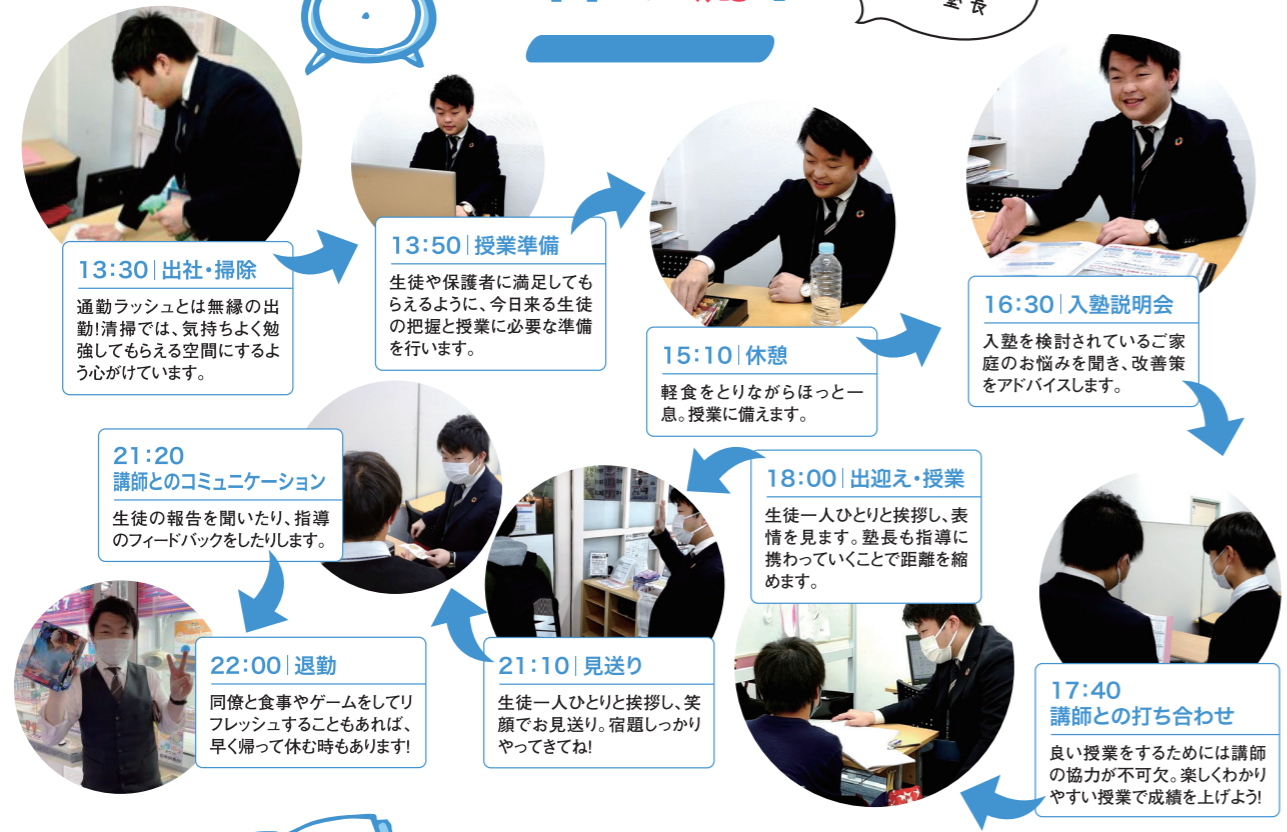 塾長
13:30|出社・掃除
通勤ラッシュとは無縁の出
勤!清掃では、気持ちよく勉
強してもらえる空間にするよ
う心がけています。
13:50|授業準備
生徒や保護者に満足しても
らえるように、今日来る生徒
の把握と授業に必要な準備
を行います。
15:10|休憩
軽食をとりながらほっと一
息。授業に備えます。
16:30|入塾説明会
入塾を検討されているご家
庭のお悩みを聞き、改善策
をアドバイスします。
17:40
講師との打ち合わせ
良い授業をするためには講師
の協力が不可欠。楽しくわかり
やすい授業で成績を上げよう!
18:00|出迎え・授業
生徒一人ひとりと挨拶し、表
情を見ます。塾長も指導に
携わっていくことで距離を縮
めます。
21:10|見送り
生徒一人ひとりと挨拶し、笑
顔でお見送り。宿題しっかり
やってきてね!
21:20
講師とのコミュニケーション
生徒の報告を聞いたり、指導
のフィードバックをしたりします。
22:00|退勤
同僚と食事やゲームをしてリ
フレッシュすることもあれば、
早く帰って休む時もあります!